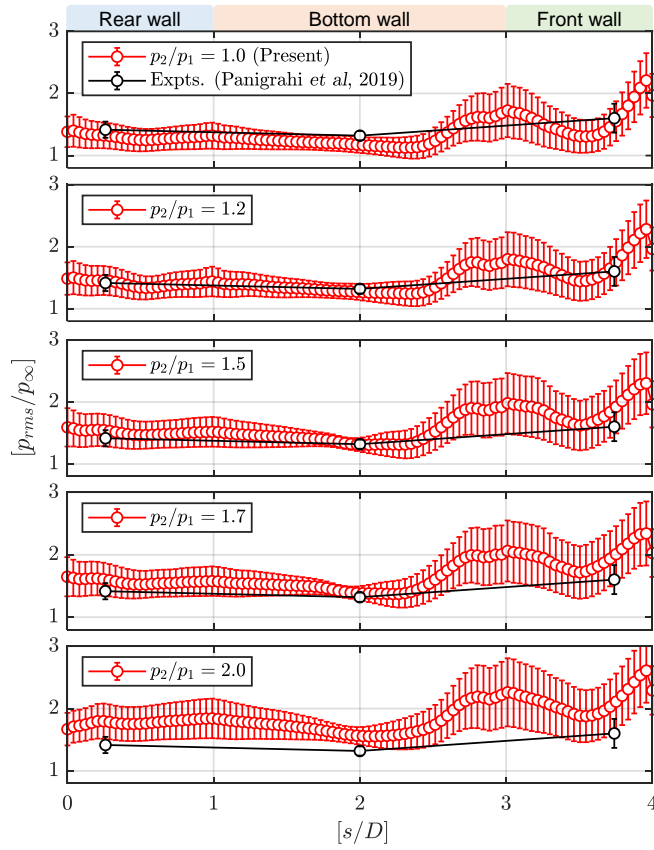 Rear wall Bottom wall Front wall
3
p2/p1 = 1.0 (Present)
Expts. (Panigrahi et al, 2019)
2
1
3
p2/p1 = 1.2
2
1
3
p2/p1 = 1.5
2
1
[prms/p∞]
3
p2/p1 = 1.7
2
1
3
p2/p1 = 2.0
2
1
0 1 2 3 4
[s/D]